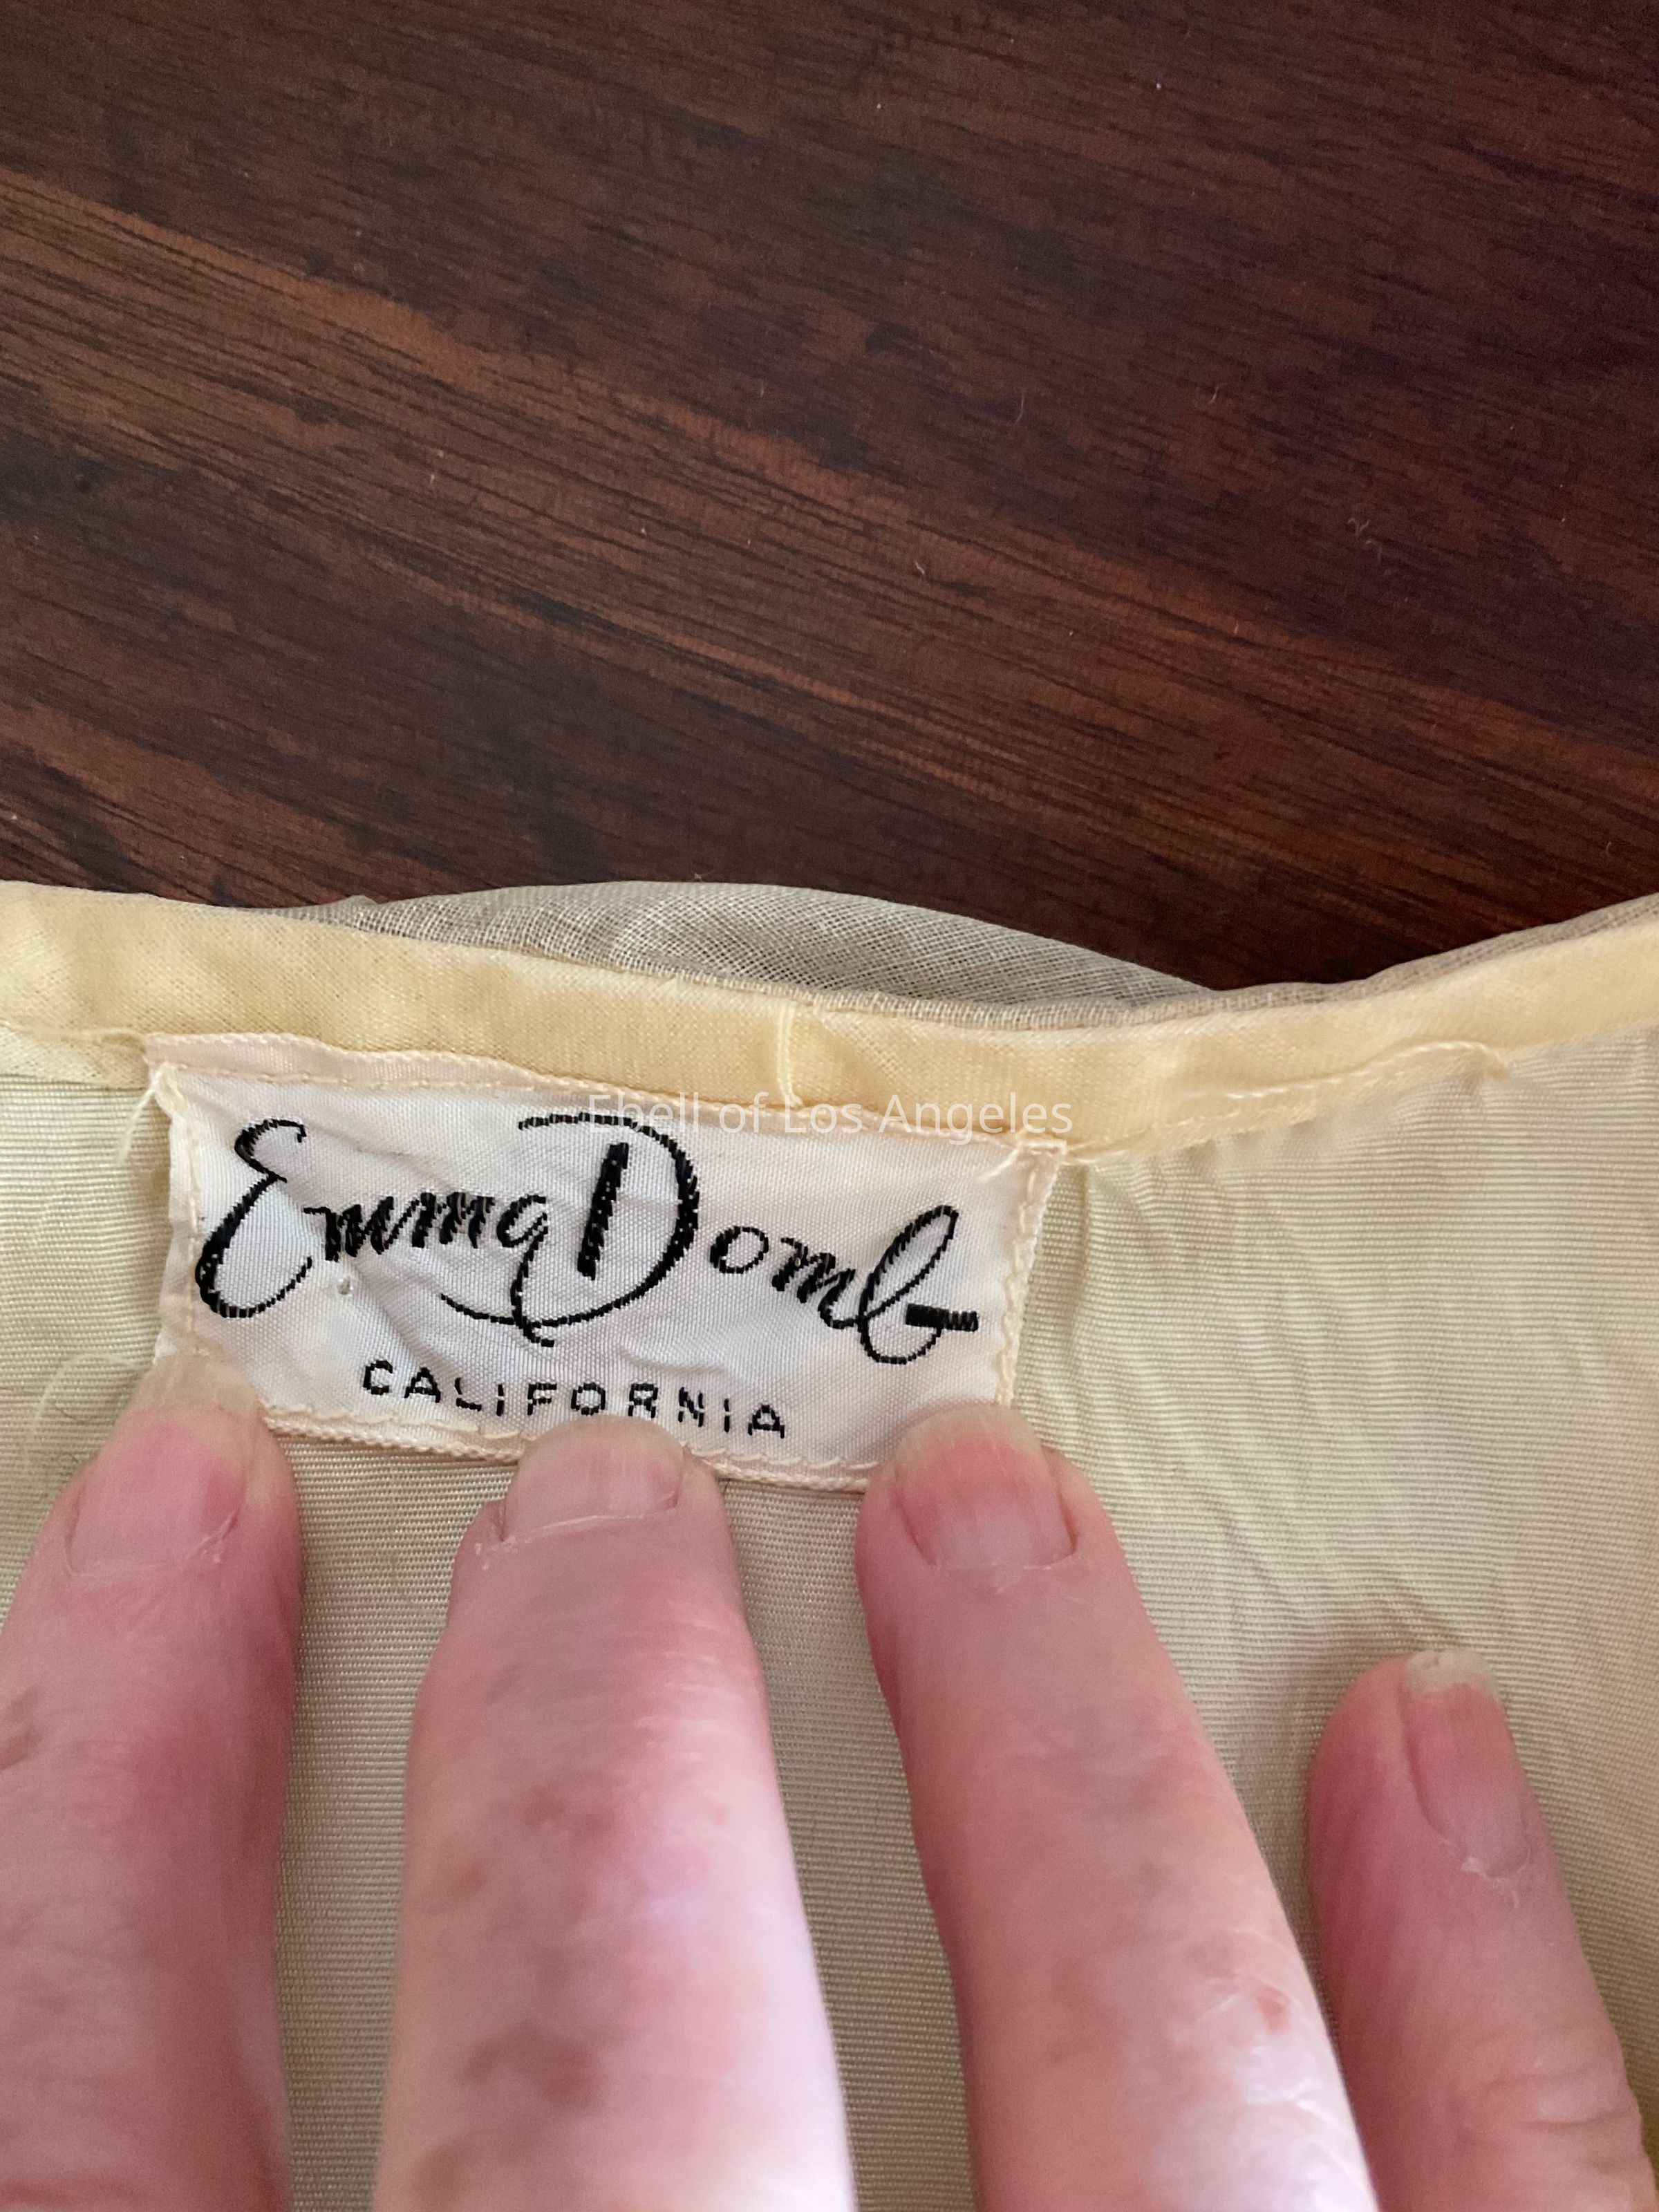 Ebell of Los Angeles
Emma Domb
CALIFORNIA